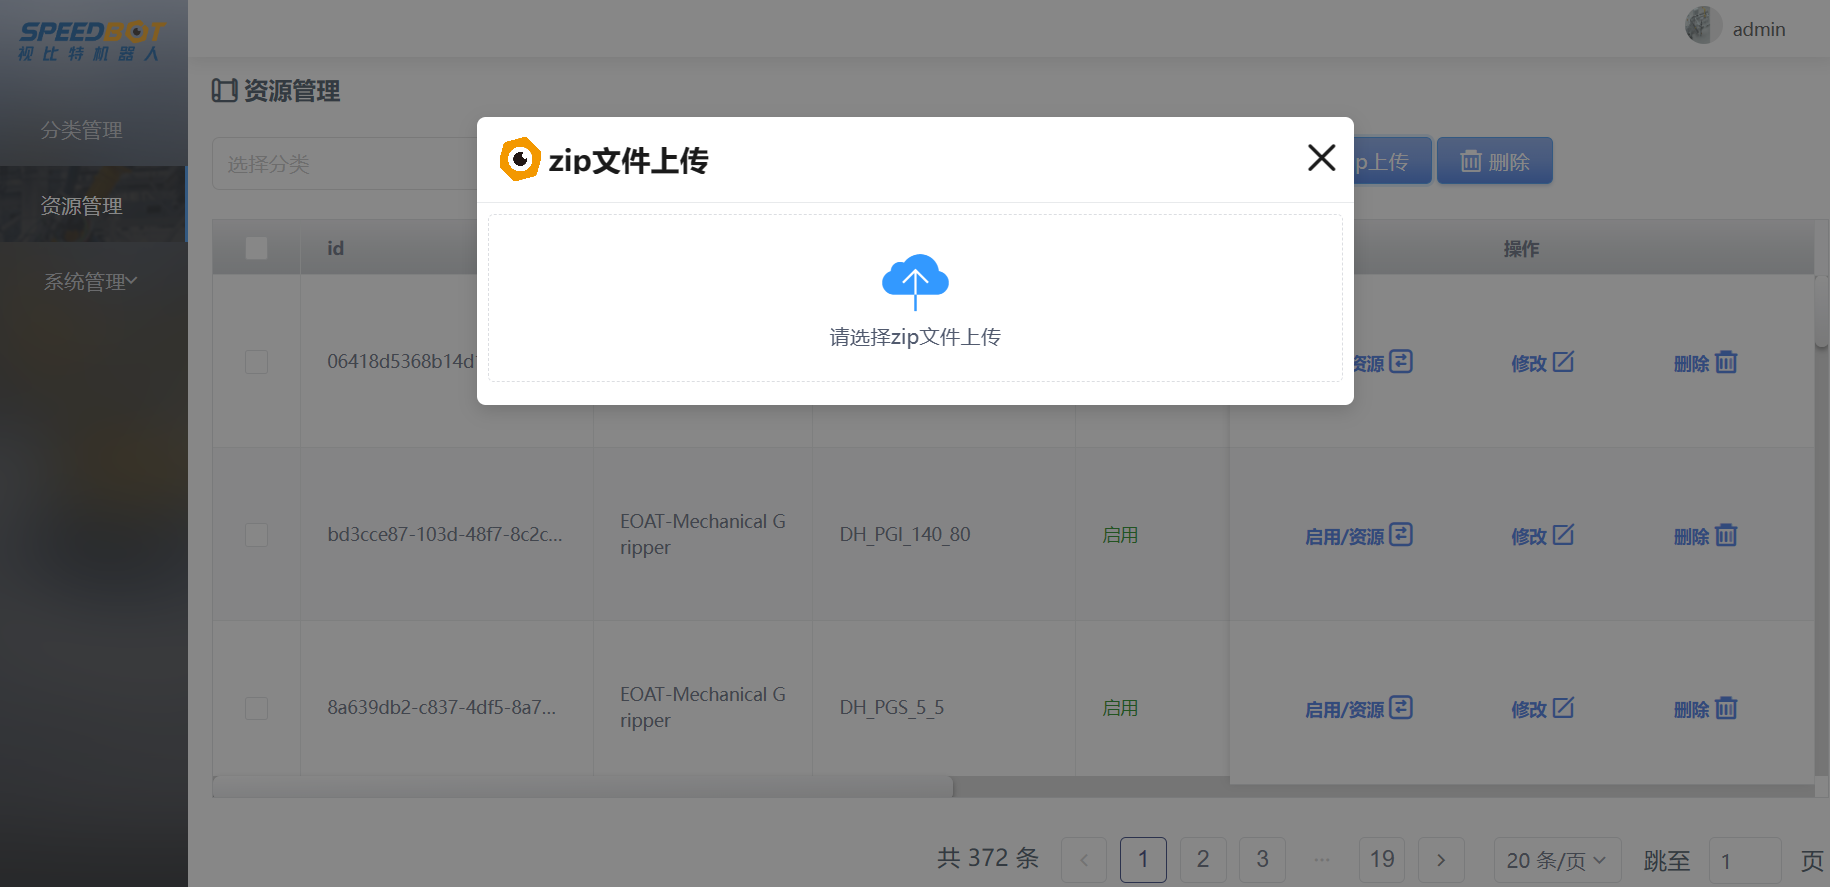 SPEEDBOT
视比特机器人
admin
分类管理
资源管理
系统管理
资源管理
选择分类
p上传
删除
zip文件上传
请选择zip文件上传
id
操作
06418d5368b14d
资源
修改
删除
bd3cce87-103d-48f7-8c2c...
EOAT-Mechanical G
ripper
DH_PGI_140_80
启用
启用/资源
修改
删除
8a639db2-c837-4df5-8a7...
EOAT-Mechanical G
ripper
DH_PGS_5_5
启用
启用/资源
修改
删除
共 372 条
1
2
3
···
19
20 条/页
跳至
1
页